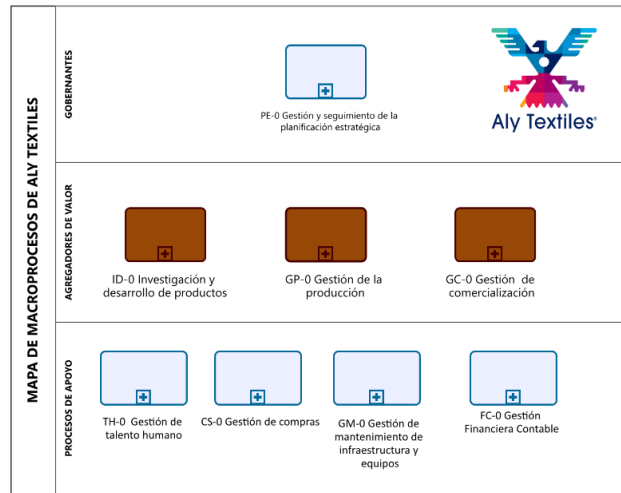 MAPA DE MACROPROCESOS DE ALY TEXTILES
GOBERNANTES
PE-0 Gestión y seguimiento de la
planificación estratégica
Aly Textiles
AGREGADORES DE VALOR
ID-0 Investigación y
desarrollo de productos
GP-0 Gestión de la
producción
GC-0 Gestión de
comercialización
PROCESOS DE APOYO
TH-0 Gestión de
talento humano
CS-0 Gestión de compras
GM-0 Gestión de
mantenimiento de
infraestructura y
equipos
FC-0 Gestión
Financiera Contable